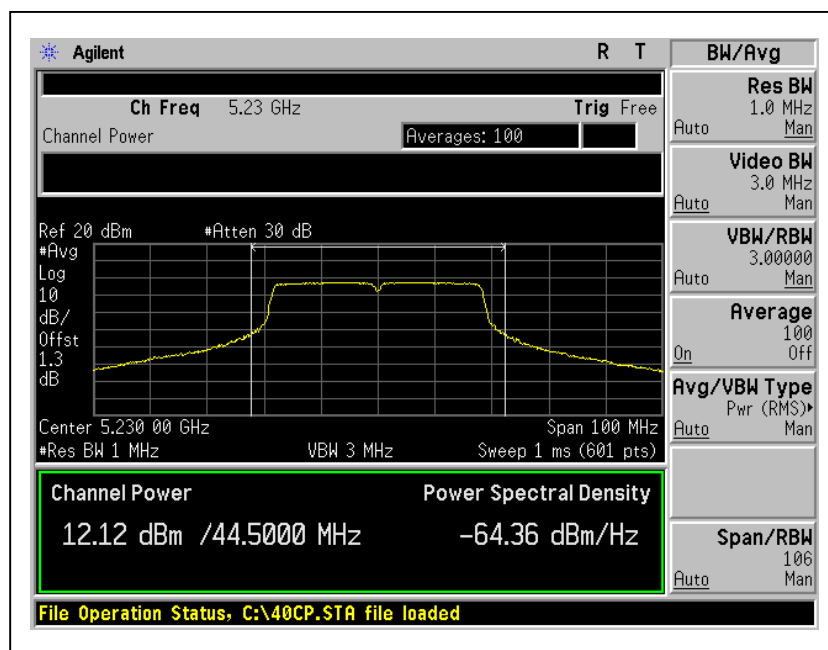 Agilent R T BW/Avg
Ch Freq 5.23 GHz Trig Free
Channel Power Averages: 100
Ref 20 dBm #Atten 30 dB
#Avg
Log
10
dB/
Offst
1.3
dB
Center 5.230 00 GHz Span 100 MHz
#Res BW 1 MHz VBW 3 MHz Sweep 1 ms (601 pts)
Channel Power Power Spectral Density
12.12 dBm /44.5000 MHz -64.36 dBm/Hz
File Operation Status, C:\40CP.STA file loaded
Res BW
1.0 MHz
Auto Man
Video BW
3.0 MHz
Auto Man
VBW/RBW
3.00000
Auto Man
Average
100
On Off
Avg/VBW Type
Pwr (RMS)▸
Auto Man
Span/RBW
106
Auto Man